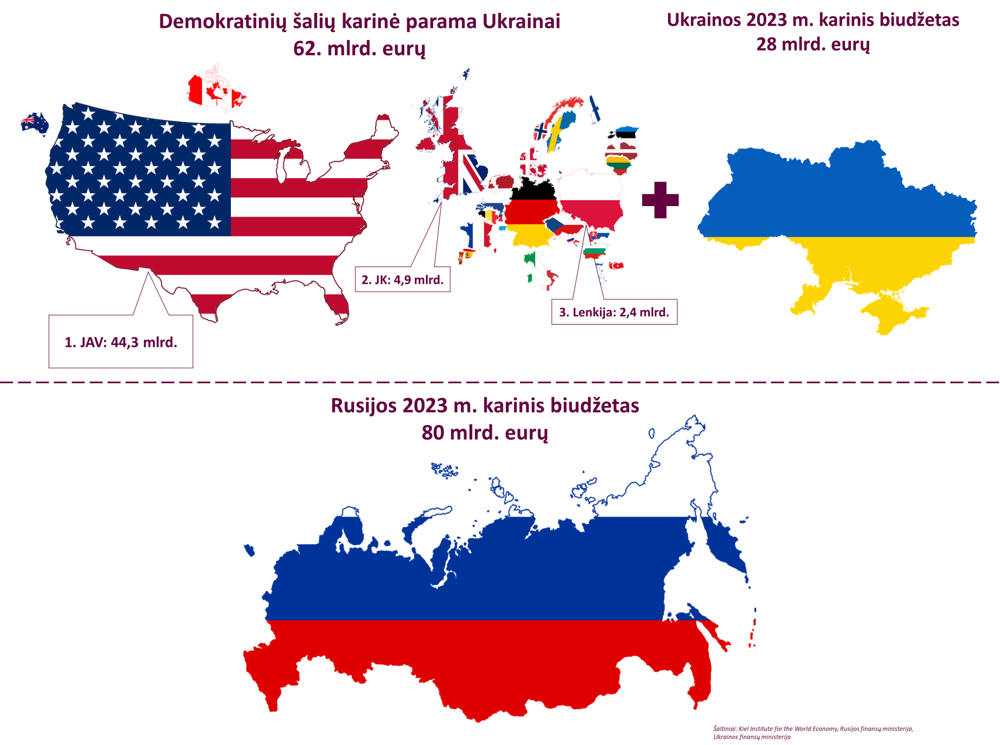 Demokratinių šalių karinė parama Ukrainai
62. mlrd. eurų
Ukrainos 2023 m. karinis biudžetas
28 mlrd. eurų
2. JK: 4,9 mlrd.
3. Lenkija: 2,4 mlrd.
1. JAV: 44,3 mlrd.
Rusijos 2023 m. karinis biudžetas
80 mlrd. eurų
Šaltiniai: Kiel Institute for the World Economy, Rusijos finansų ministerija,
Ukrainos finansų ministerija